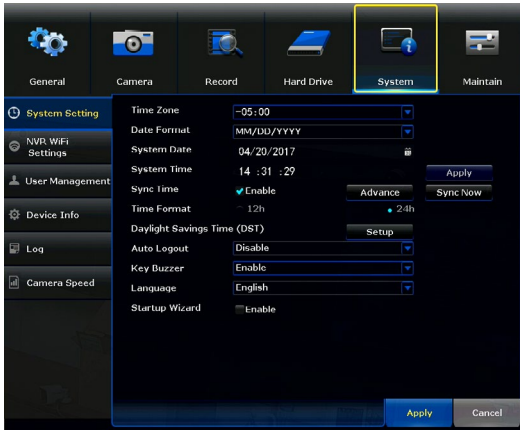 General Camera Record Hard Drive System Maintain
System Setting
NVR WiFi
Settings
User Management
Device Info
Log
Camera Speed
Time Zone -05:00
Date Format MM/DD/YYYY
System Date 04/20/2017
System Time 14 :31 :29 Apply
Sync Time Enable Advance Sync Now
Time Format 12h 24h
Daylight Savings Time (DST) Setup
Auto Logout Disable
Key Buzzer Enable
Language English
Startup Wizard Enable
Apply Cancel